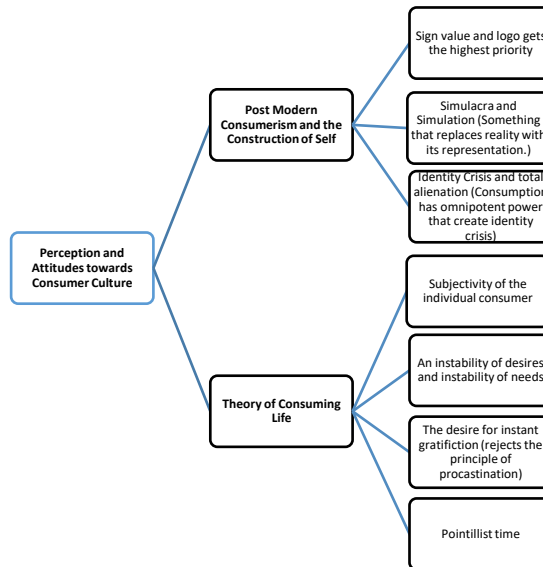 Sign value and logo gets
the highest priority
Post Modern
Consumerism and the
Construction of Self
Simulacra and
Simulation (Something
that replaces reality with
its representation.)
Identity Crisis and total
alienation (Consumption
has omnipotent power
that create identity
crisis)
Perception and
Attitudes towards
Consumer Culture
Subjectivity of the
individual consumer
An instability of desires
and instability of needs
Theory of Consuming
Life
The desire for instant
gratifiction (rejects the
principle of
procastination)
Pointillist time